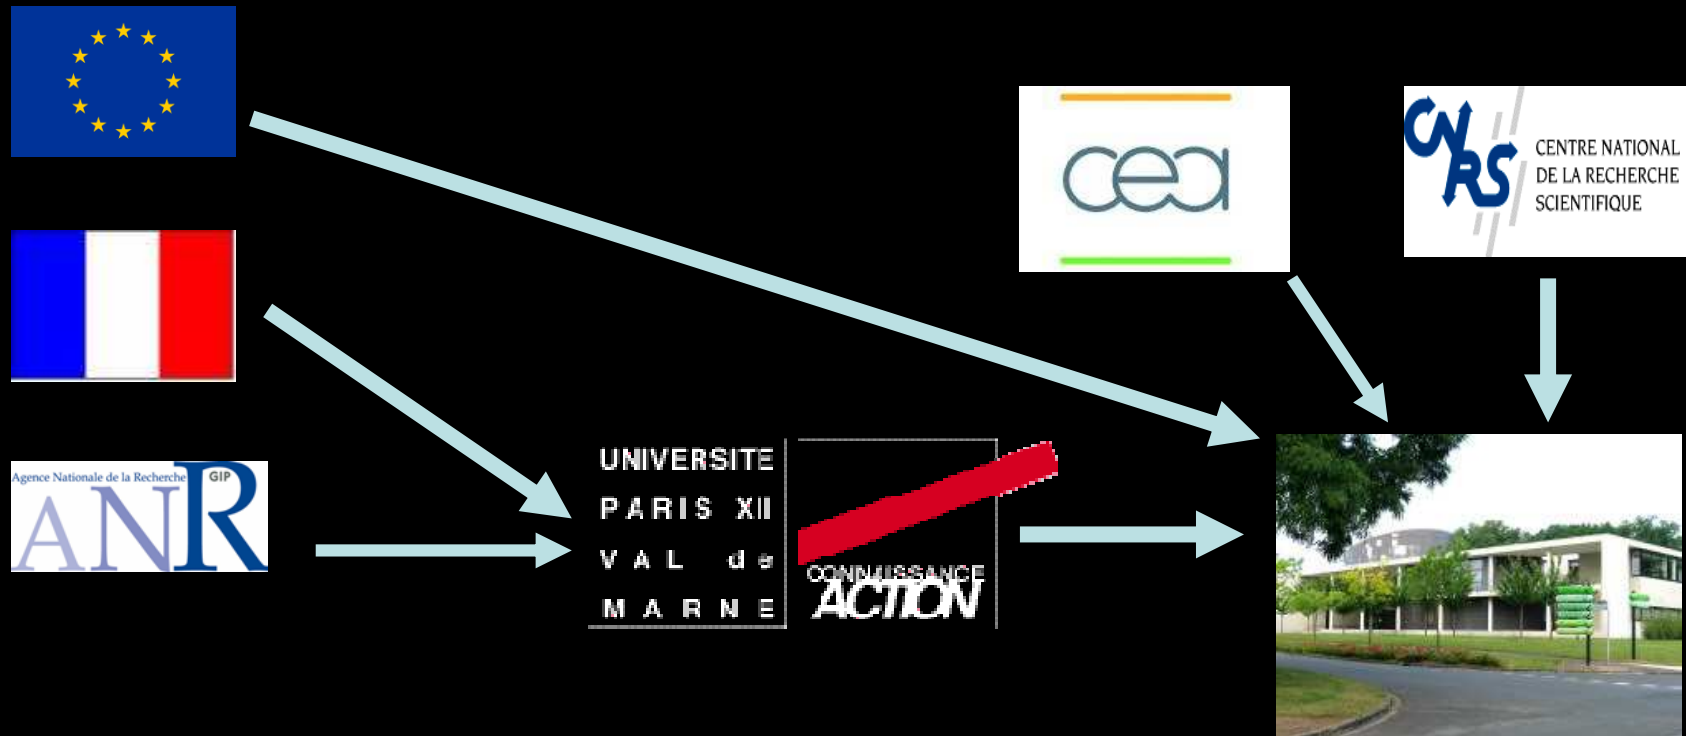 cea
CNRS
CENTRE NATIONAL
DE LA RECHERCHE
SCIENTIFIQUE
Agence Nationale de la Recherche
GIP
ANR
UNIVERSITE
PARIS XII
VAL de
MARNE
CONNAISSANCE
ACTION